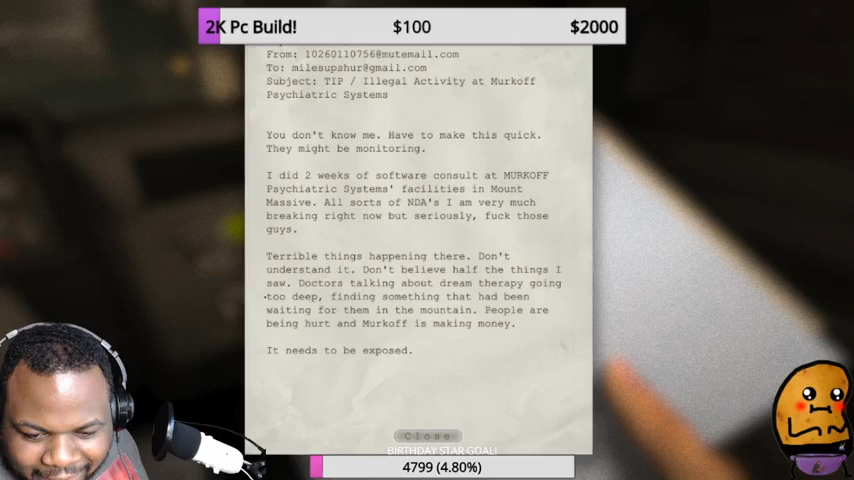 2K Pc Build! $100 $2000
From: 10260110756@mutemail.com
To: milesupshur@gmail.com
Subject: TIP / Illegal Activity at Murkoff
Psychiatric Systems
You don't know me. Have to make this quick.
They might be monitoring.
I did 2 weeks of software consult at MURKOFF
Psychiatric Systems' facilities in Mount
Massive. All sorts of NDA's I am very much
breaking right now but seriously, fuck those
guys.
Terrible things happening there. Don't
understand it. Don't believe half the things I
saw. Doctors talking about dream therapy going
too deep, finding something that had been
waiting for them in the mountain. People are
being hurt and Murkoff is making money.
It needs to be exposed.
Close
BIRTHDAY STAR GOAL!
4799 (4.80%)